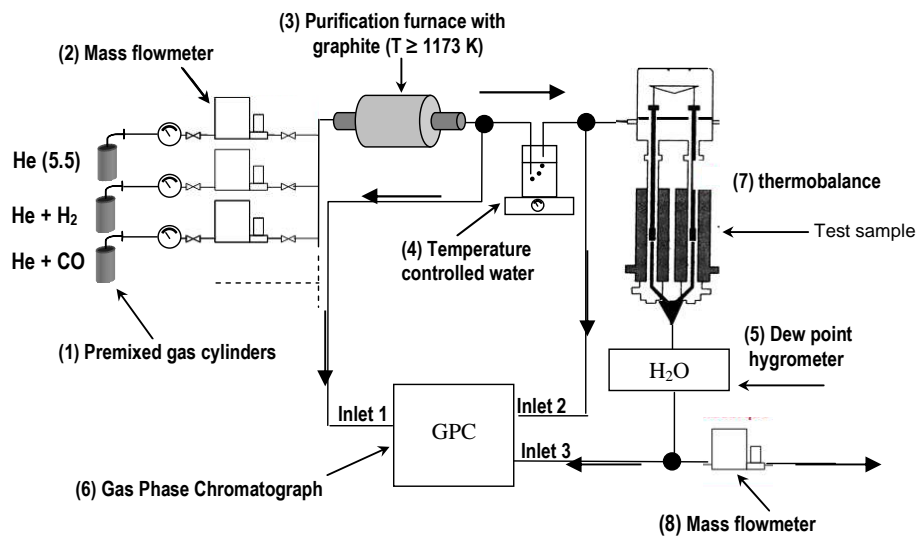 (3) Purification furnace with
graphite (T ≥ 1173 K)
(2) Mass flowmeter
He (5.5)
He + H₂
He + CO
(1) Premixed gas cylinders
(4) Temperature
controlled water
(7) thermobalance
Test sample
(5) Dew point
hygrometer
H₂O
Inlet 1
GPC
Inlet 2
Inlet 3
(6) Gas Phase Chromatograph
(8) Mass flowmeter